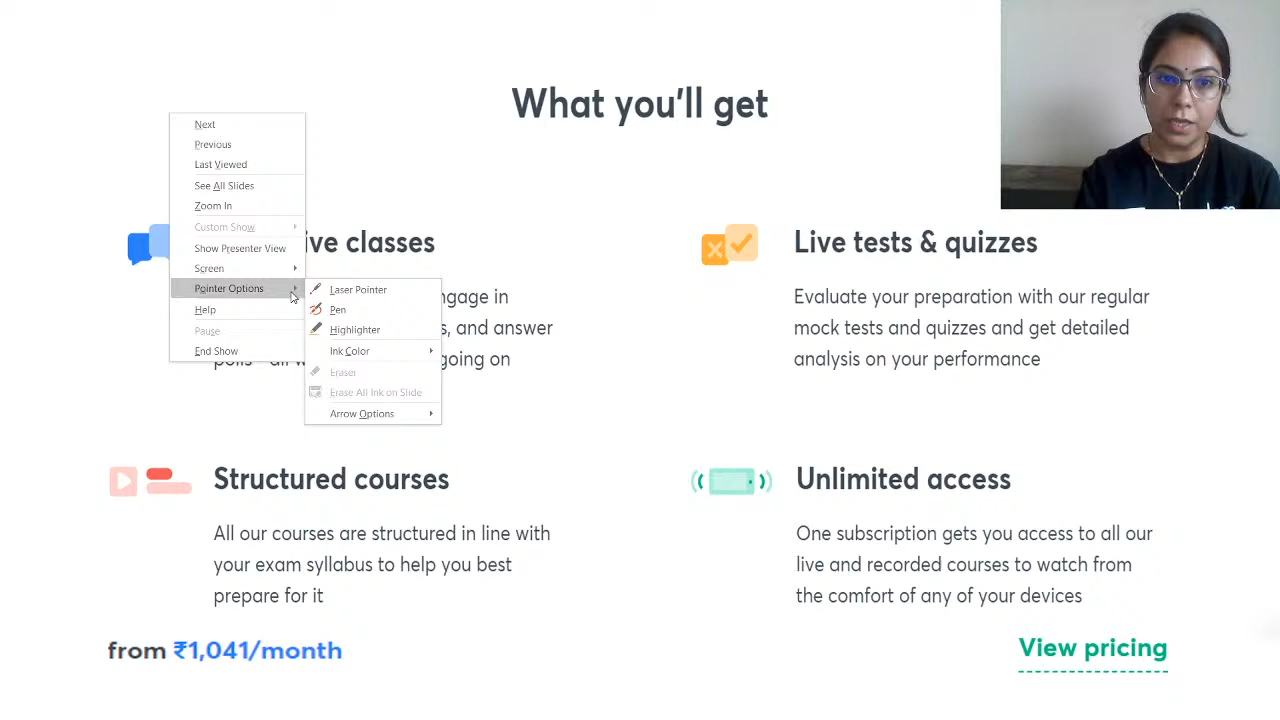 What you'll get
Next
Previous
Last Viewed
See All Slides
Zoom In
Custom Show
Show Presenter View
Screen
Pointer Options
Help
Pause
End Show
Laser Pointer
Pen
Highlighter
Ink Color
Eraser
Erase All Ink on Slide
Arrow Options
ive classes
ngage in
s, and answer
going on
Live tests & quizzes
Evaluate your preparation with our regular
mock tests and quizzes and get detailed
analysis on your performance
Structured courses
All our courses are structured in line with
your exam syllabus to help you best
prepare for it
Unlimited access
One subscription gets you access to all our
live and recorded courses to watch from
the comfort of any of your devices
from ₹1,041/month
View pricing